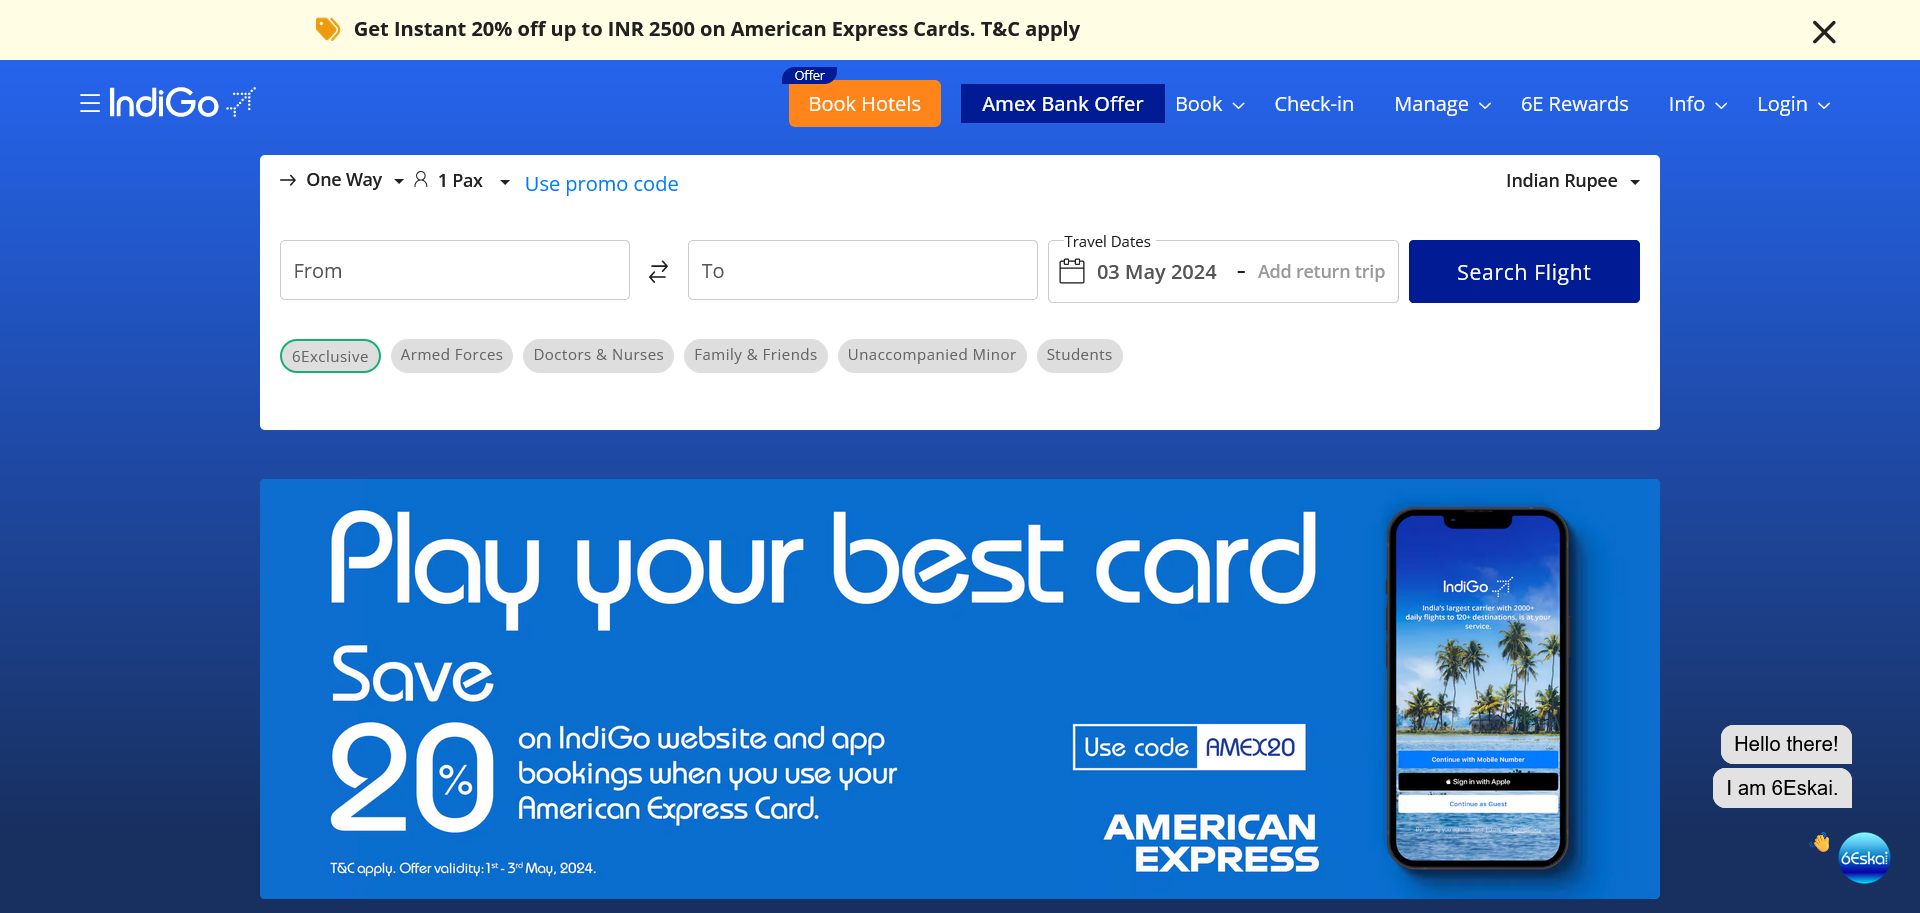 Get Instant 20% off up to INR 2500 on American Express Cards. T&C apply
IndiGo
Offer
Book Hotels
Amex Bank Offer
Book
Check-in
Manage
6E Rewards
Info
Login
One Way
1 Pax
Use promo code
Indian Rupee
From
To
Travel Dates
03 May 2024 - Add return trip
Search Flight
6Exclusive
Armed Forces
Doctors & Nurses
Family & Friends
Unaccompanied Minor
Students
Play your best card
Save
20%
on IndiGo website and app
bookings when you use your
American Express Card.
T&C apply. Offer validity: 1st - 3rd May, 2024.
Use code AMEX20
AMERICAN
EXPRESS
IndiGo
India's largest carrier with 2000+
daily flights to 120+ destinations, is at your
service.
Continue with Mobile Number
Sign in with Apple
Continue as Guest
Hello there!
I am 6Eskai.
6Eskai